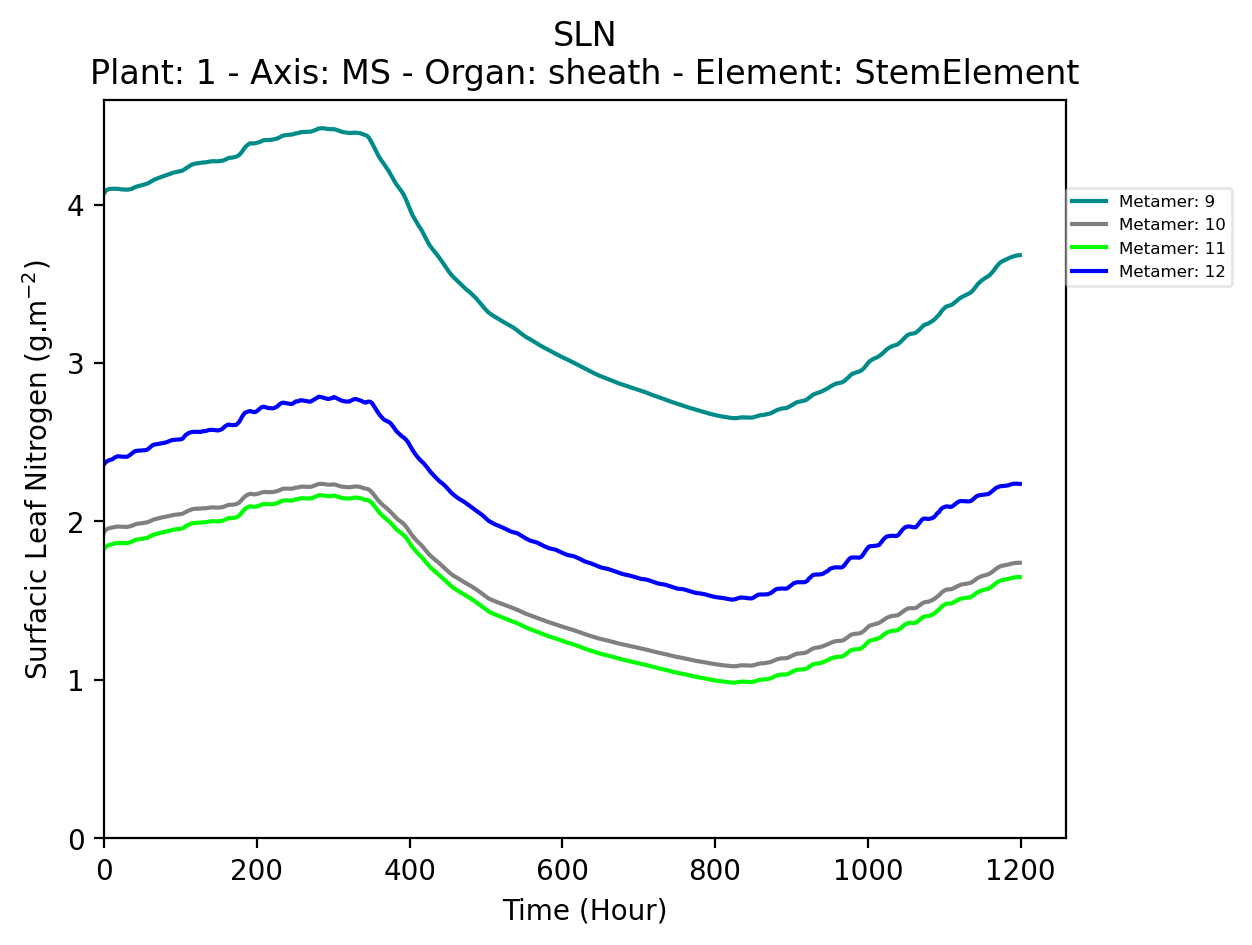 SLN
Plant: 1 - Axis: MS - Organ: sheath - Element: StemElement
Surfacic Leaf Nitrogen (g.m⁻²)
4
3
2
1
0
0 200 400 600 800 1000 1200
Time (Hour)
Metamer: 9
Metamer: 10
Metamer: 11
Metamer: 12